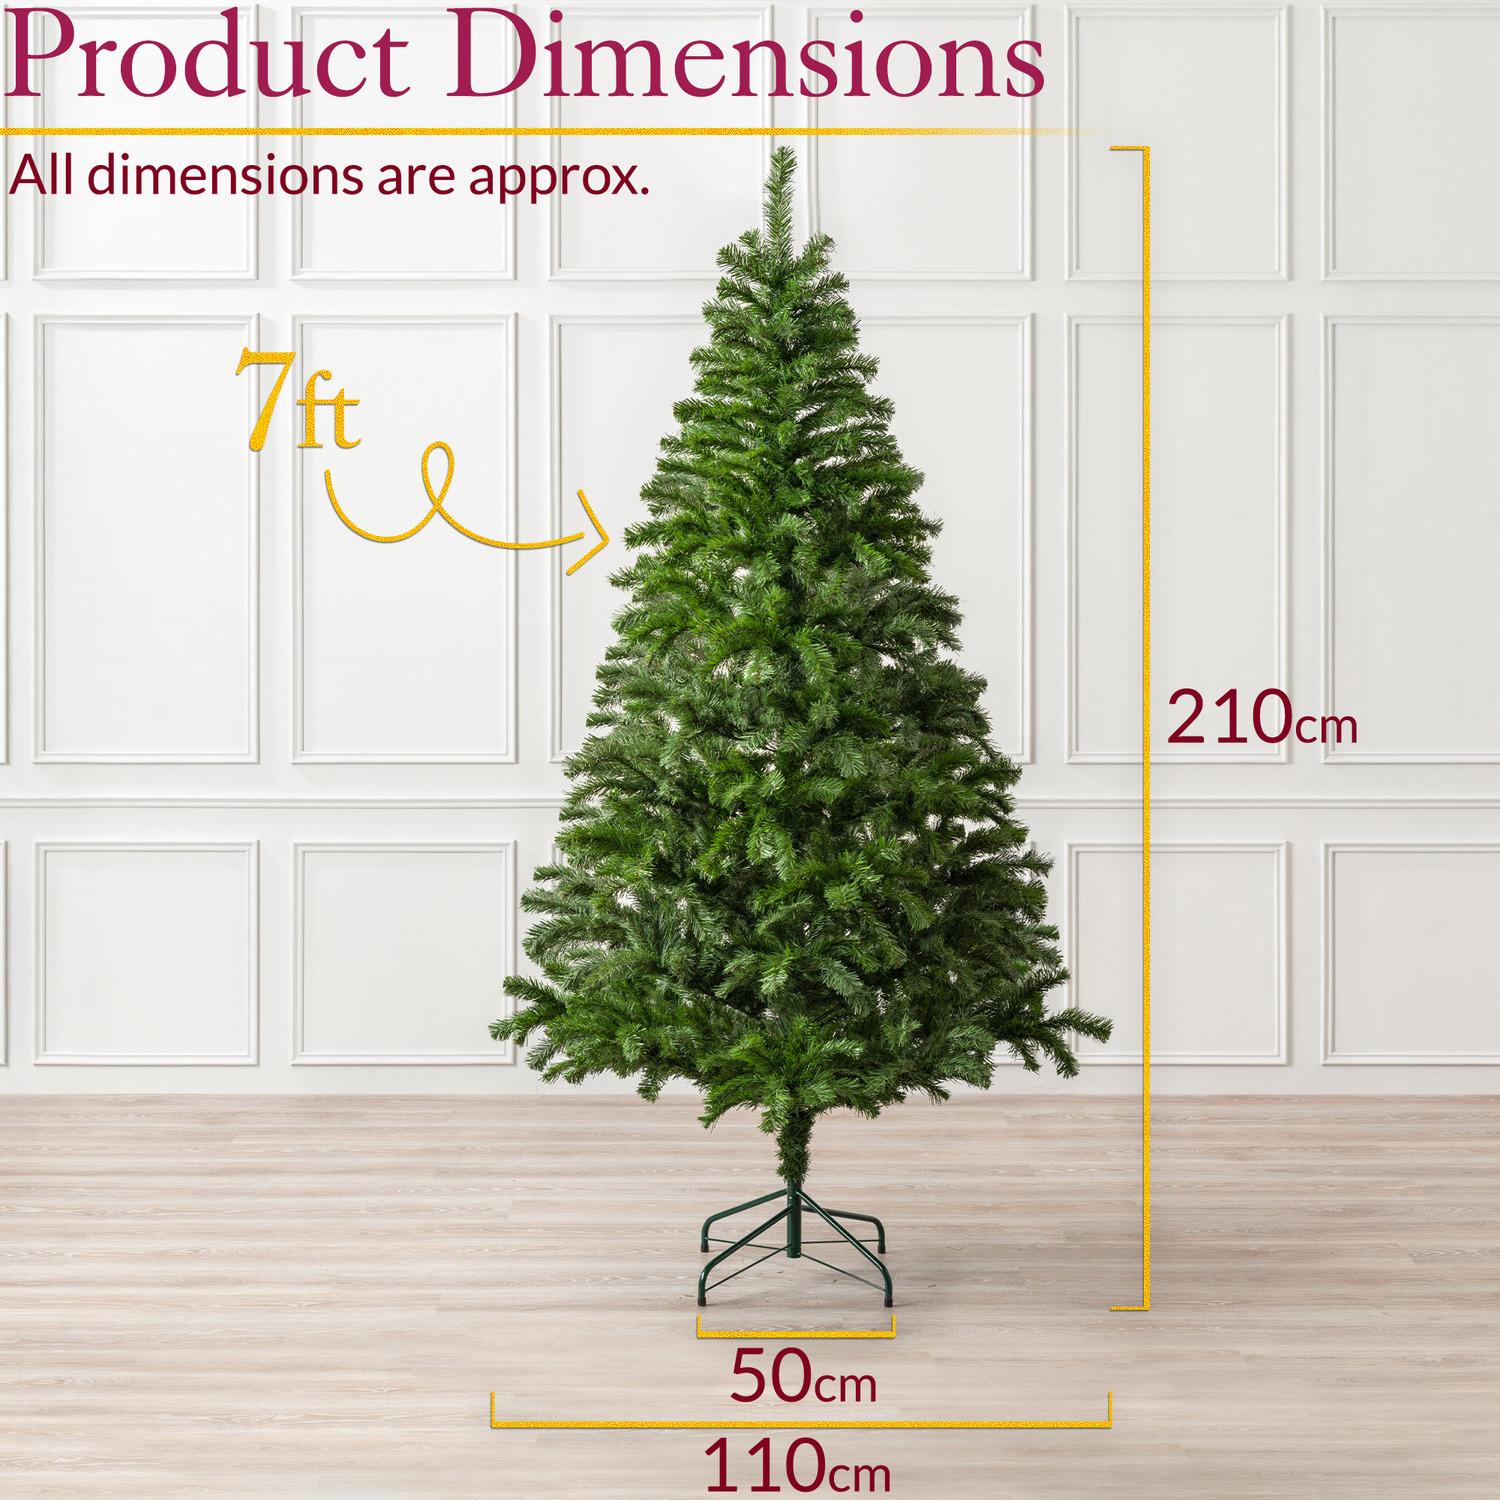 Product Dimensions
All dimensions are approx.
7ft
210cm
50cm
110cm